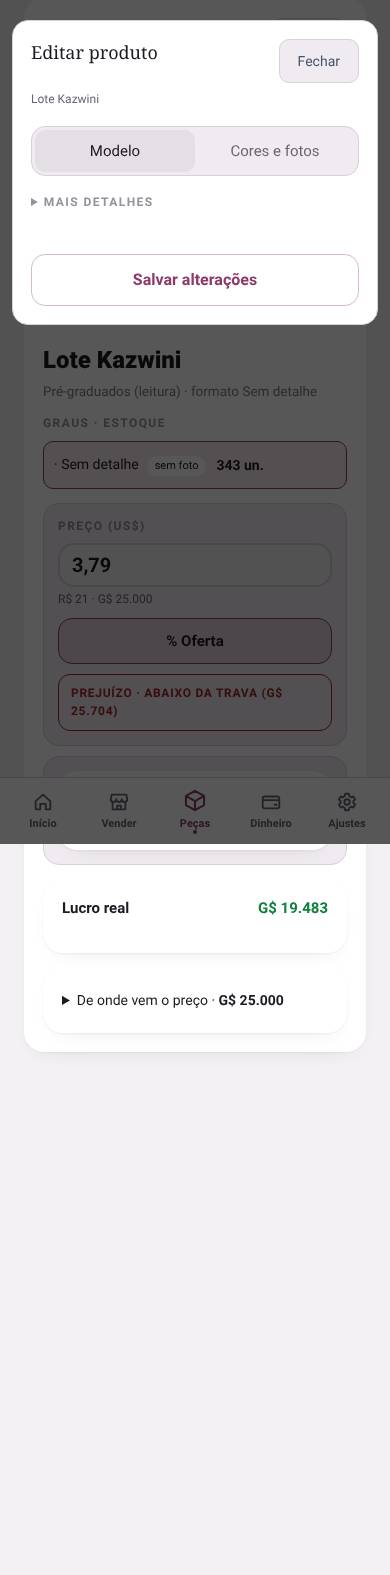 Editar produto
Fechar
Lote Kazwini
Modelo
Cores e fotos
MAIS DETALHES
Salvar alterações
Lote Kazwini
Pré-graduados (leitura) · formato Sem detalhe
GRAUS · ESTOQUE
· Sem detalhe sem foto 343 un.
PREÇO (US$)
3,79
R$ 21 · G$ 25.000
% Oferta
PREJUÍZO · ABAIXO DA TRAVA (G$
25.704)
Início
Vender
Peças
Dinheiro
Ajustes
Lucro real G$ 19.483
De onde vem o preço · G$ 25.000